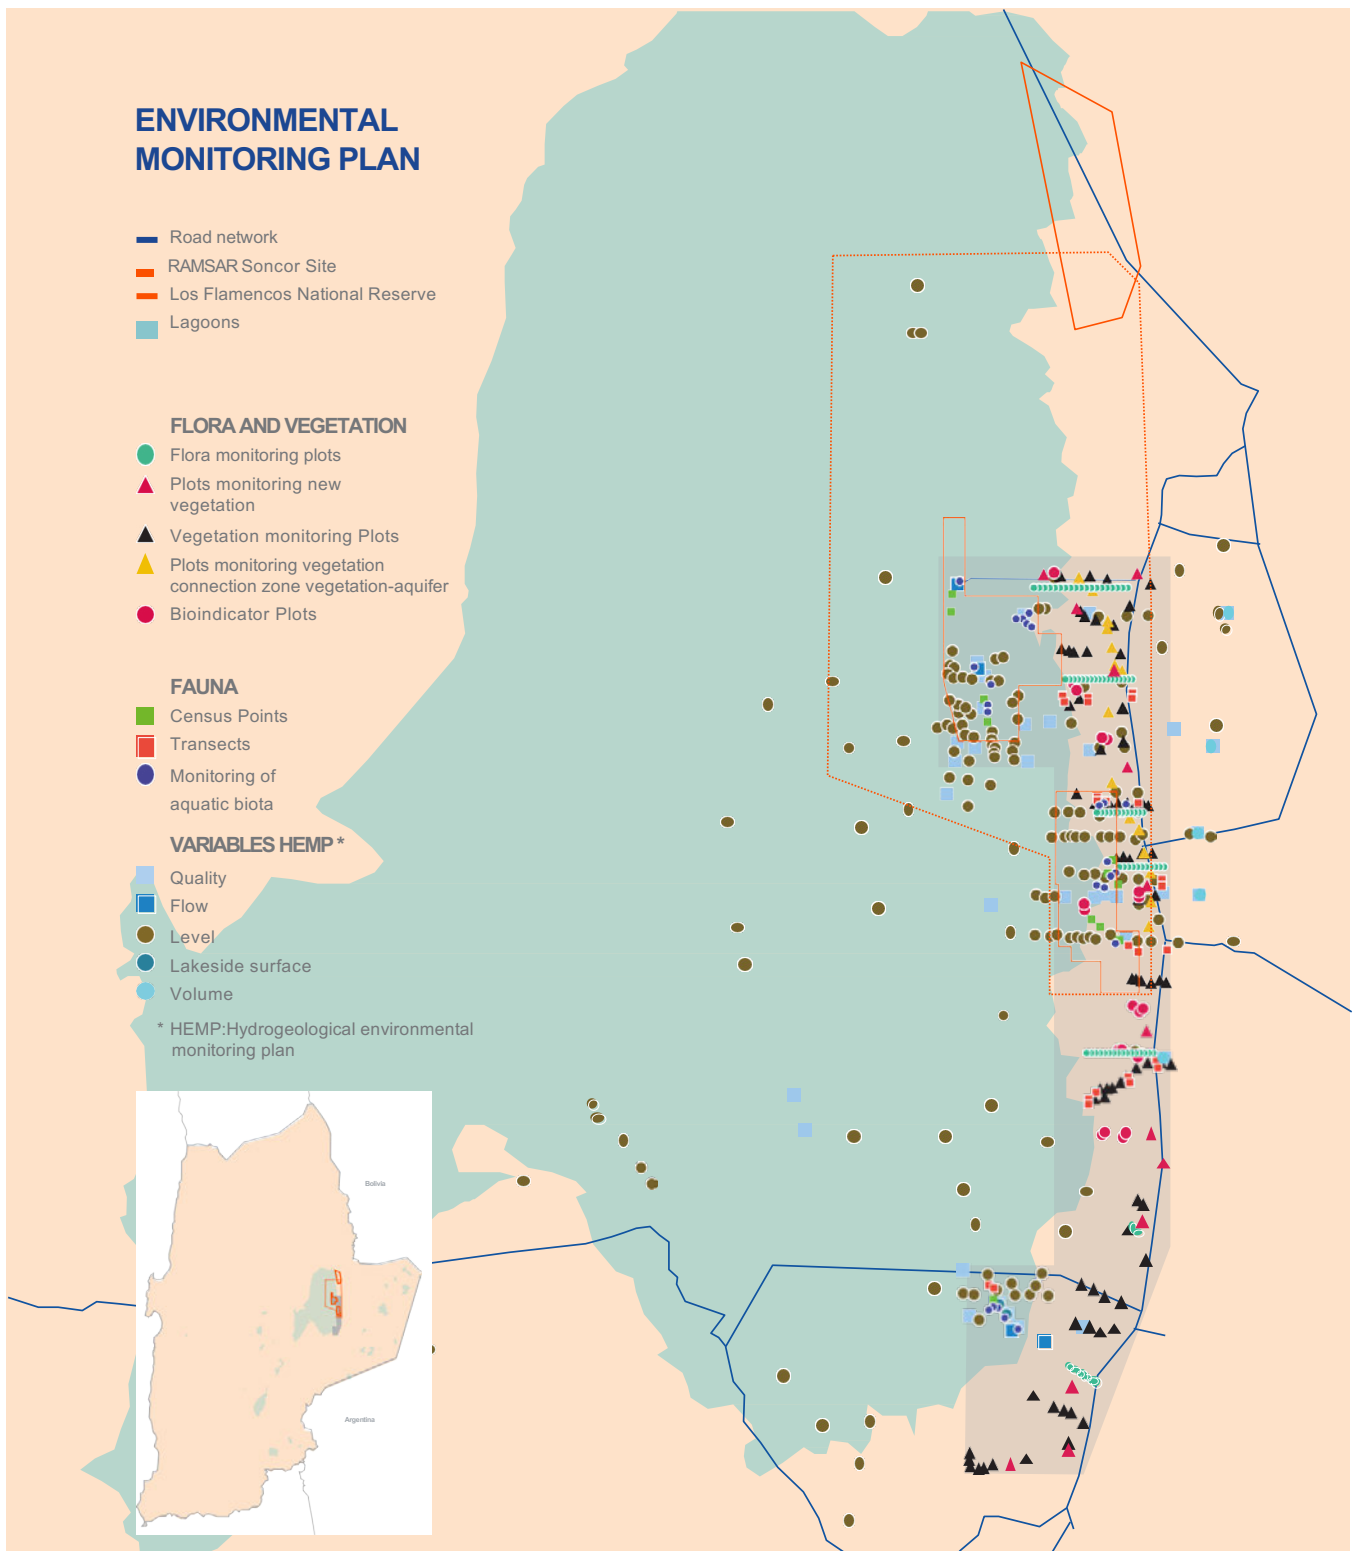 ENVIRONMENTAL
MONITORING PLAN
Road network
RAMSAR Soncor Site
Los Flamencos National Reserve
Lagoons
FLORA AND VEGETATION
Flora monitoring plots
Plots monitoring new
vegetation
Vegetation monitoring Plots
Plots monitoring vegetation
connection zone vegetation-aquifer
Bioindicator Plots
FAUNA
Census Points
Transects
Monitoring of
aquatic biota
VARIABLES HEMP *
Quality
Flow
Level
Lakeside surface
Volume
* HEMP:Hydrogeological environmental
monitoring plan
Bolivia
Argentina